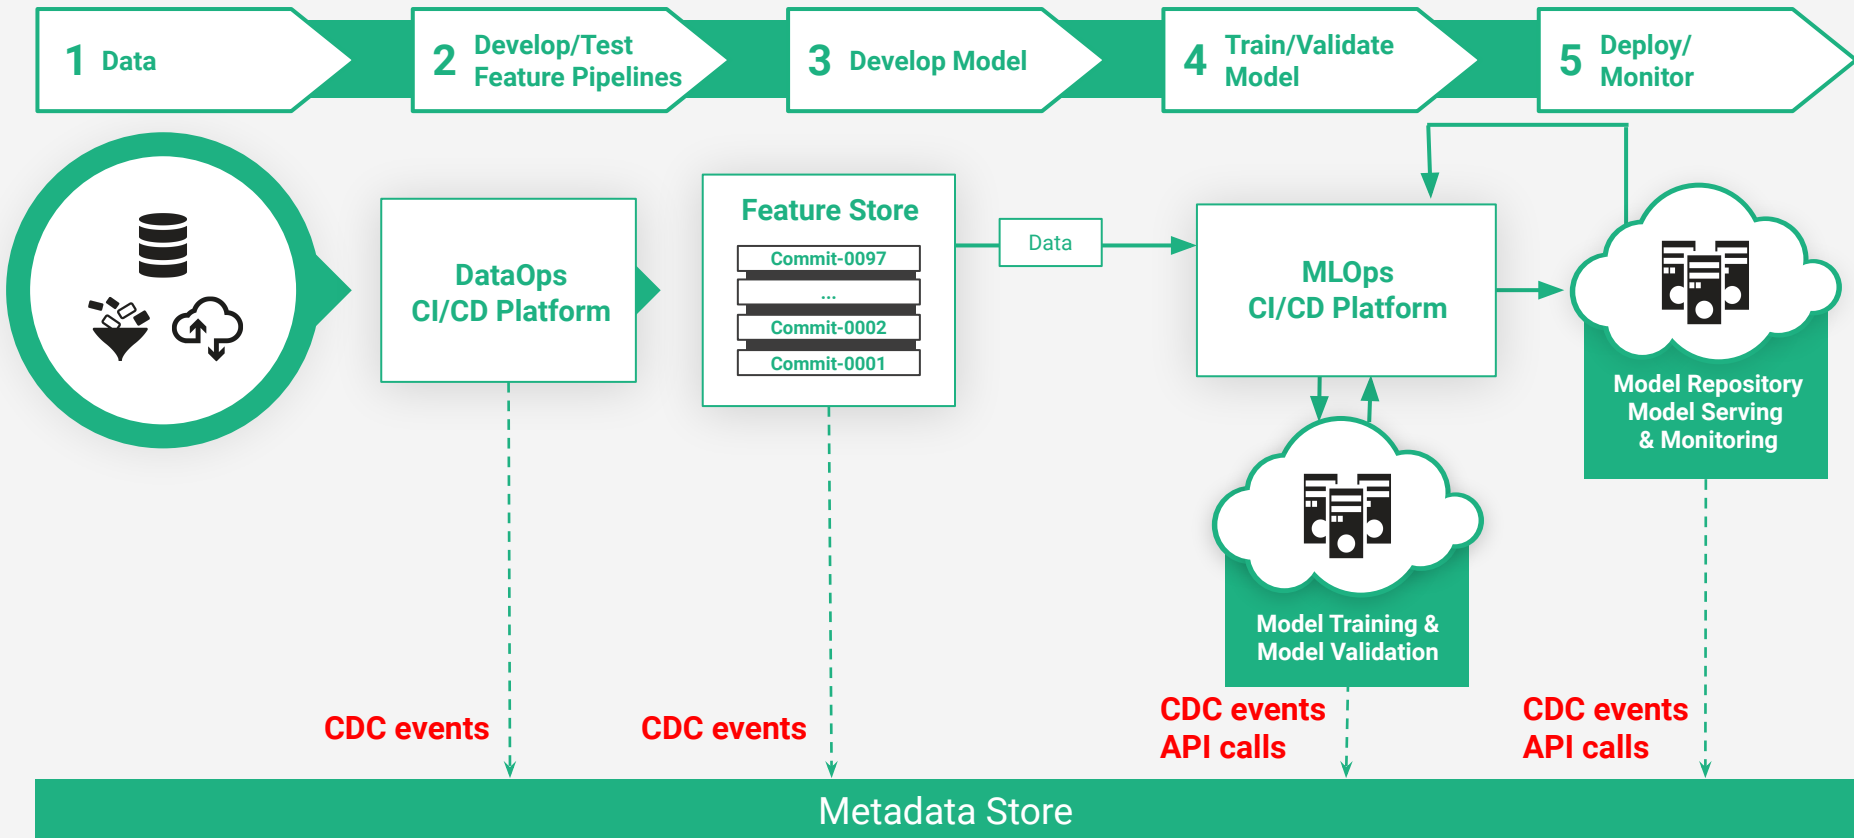 1 Data
2 Develop/Test
Feature Pipelines
3 Develop Model
4 Train/Validate
Model
5 Deploy/
Monitor
DataOps
CI/CD Platform
Feature Store
Commit-0097
...
Commit-0002
Commit-0001
Data
MLOps
CI/CD Platform
Model Repository
Model Serving
& Monitoring
Model Training &
Model Validation
CDC events
CDC events
CDC events
API calls
CDC events
API calls
Metadata Store